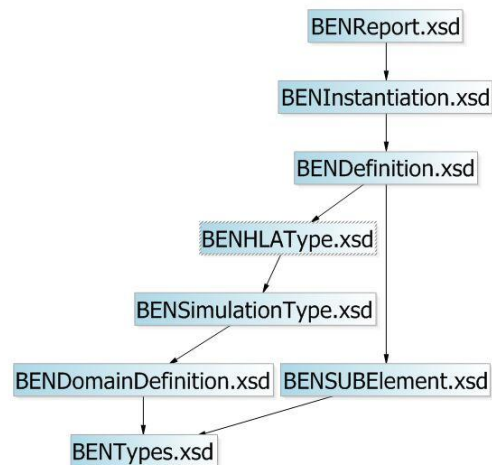 BENReport.xsd
BENInstantiation.xsd
BENDefinition.xsd
BENHLAType.xsd
BENSimulationType.xsd
BENDomainDefinition.xsd
BENSUBElement.xsd
BENTypes.xsd